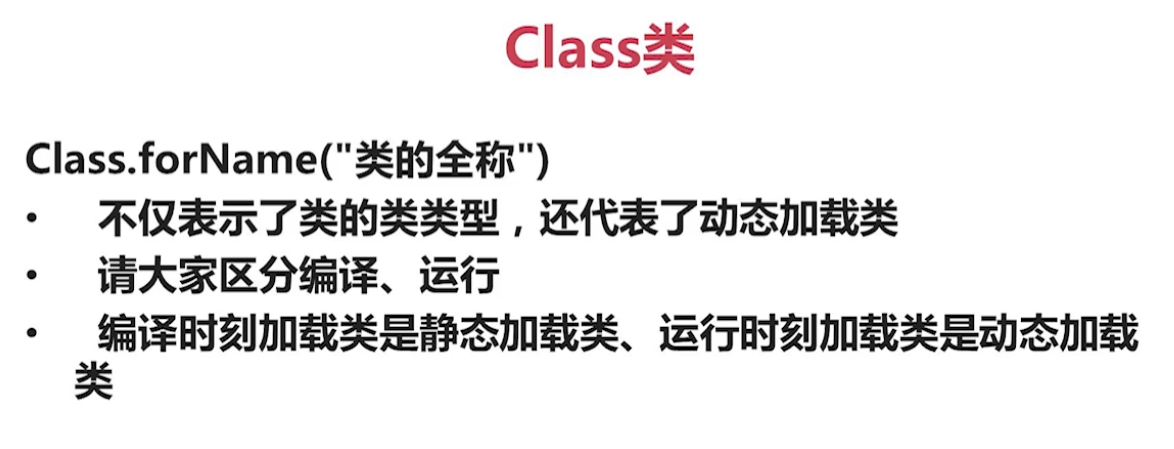 Class类
Class.forName("类的全称")
• 不仅表示了类的类类型，还代表了动态加载类
• 请大家区分编译、运行
• 编译时刻加载类是静态加载类、运行时刻加载类是动态加载
类